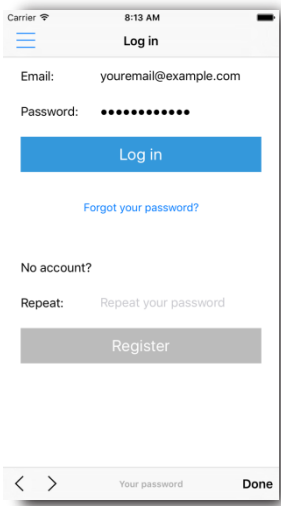 Carrier 8:13 AM
Log in
Email: youremail@example.com
Password: ●●●●●●●●●●●●
Log in
Forgot your password?
No account?
Repeat: Repeat your password
Register
Your password Done